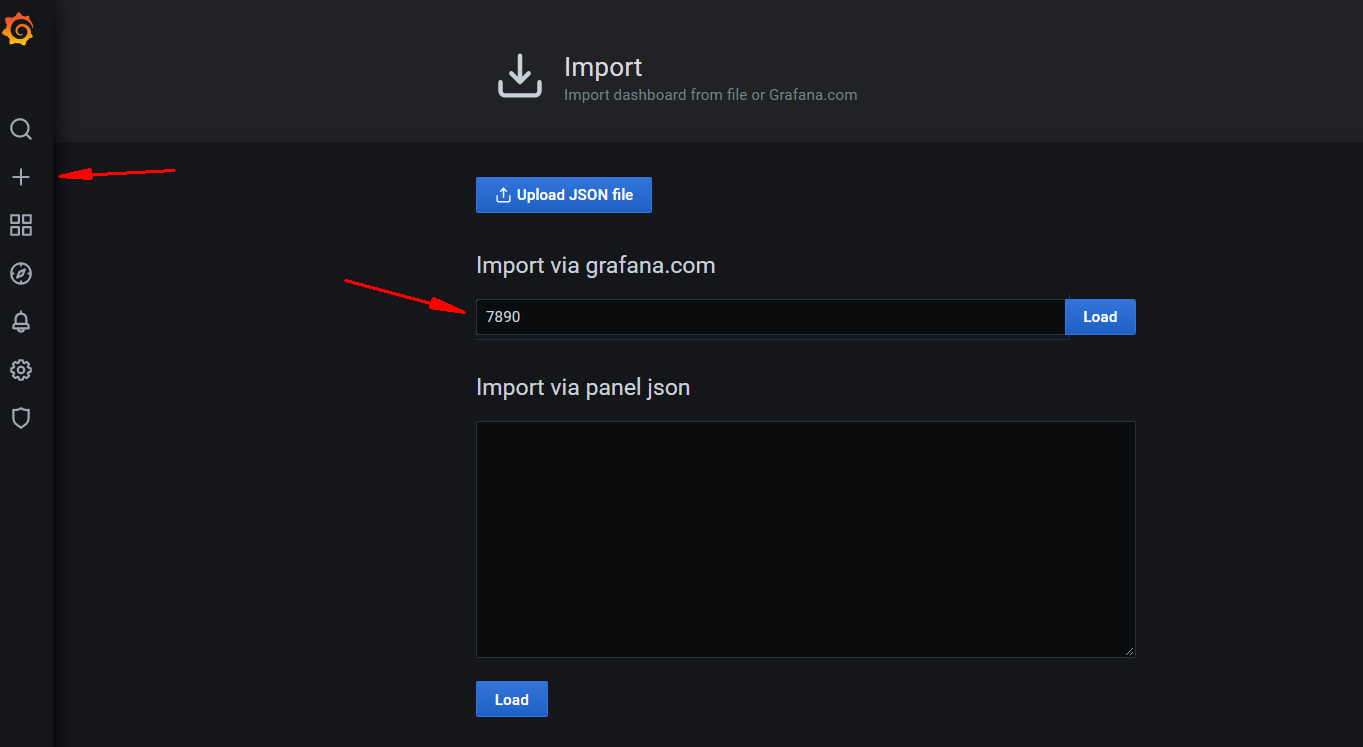 Import
Import dashboard from file or Grafana.com
Upload JSON file
Import via grafana.com
7890
Load
Import via panel json
Load